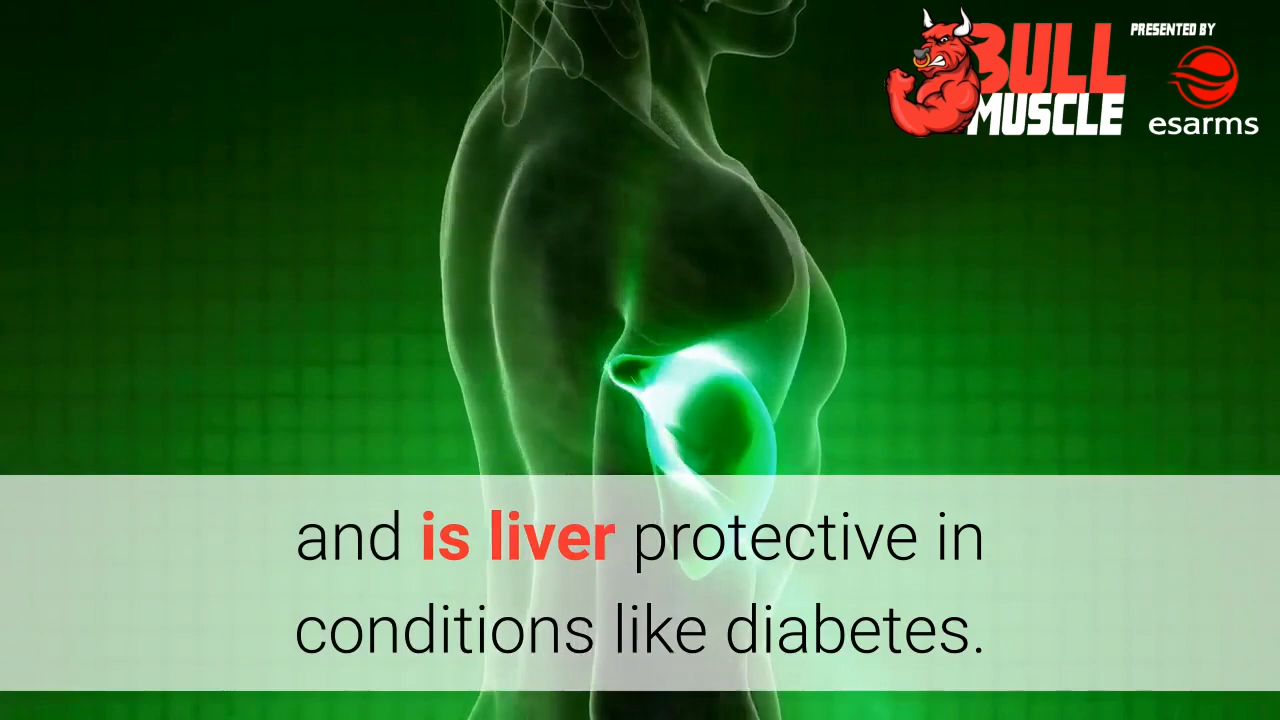 BULL
MUSCLE
PRESENTED BY
esarms
and is liver protective in
conditions like diabetes.